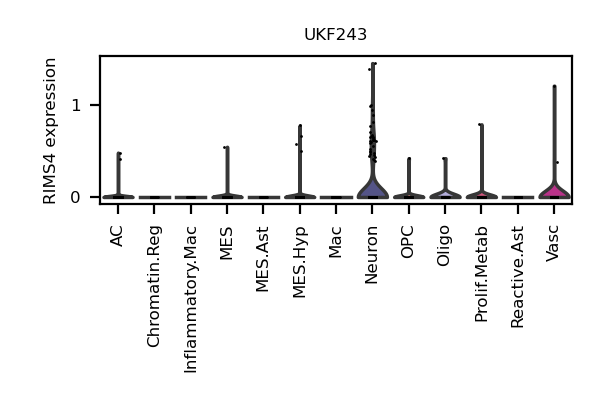 UKF243
RIMS4 expression
1
0
AC
Chromatin.Reg
Inflammatory.Mac
MES
MES.Ast
MES.Hyp
Mac
Neuron
OPC
Oligo
Prolif.Metab
Reactive.Ast
Vasc